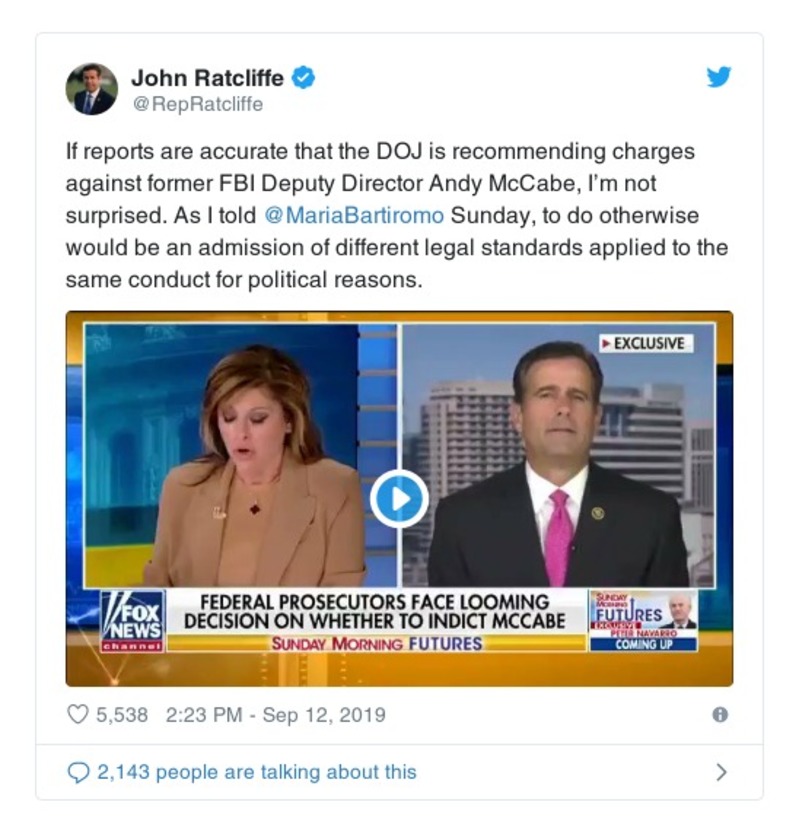 John Ratcliffe
@RepRatcliffe
If reports are accurate that the DOJ is recommending charges
against former FBI Deputy Director Andy McCabe, I'm not
surprised. As I told @MariaBartiromo Sunday, to do otherwise
would be an admission of different legal standards applied to the
same conduct for political reasons.
EXCLUSIVE
FOX
NEWS
channel
FEDERAL PROSECUTORS FACE LOOMING
DECISION ON WHETHER TO INDICT MCCABE
SUNDAY MORNING FUTURES
SUNDAY
MORNING
FUTURES
EXCLUSIVE
PETER NAVARRO
COMING UP
5,538 2:23 PM - Sep 12, 2019
2,143 people are talking about this